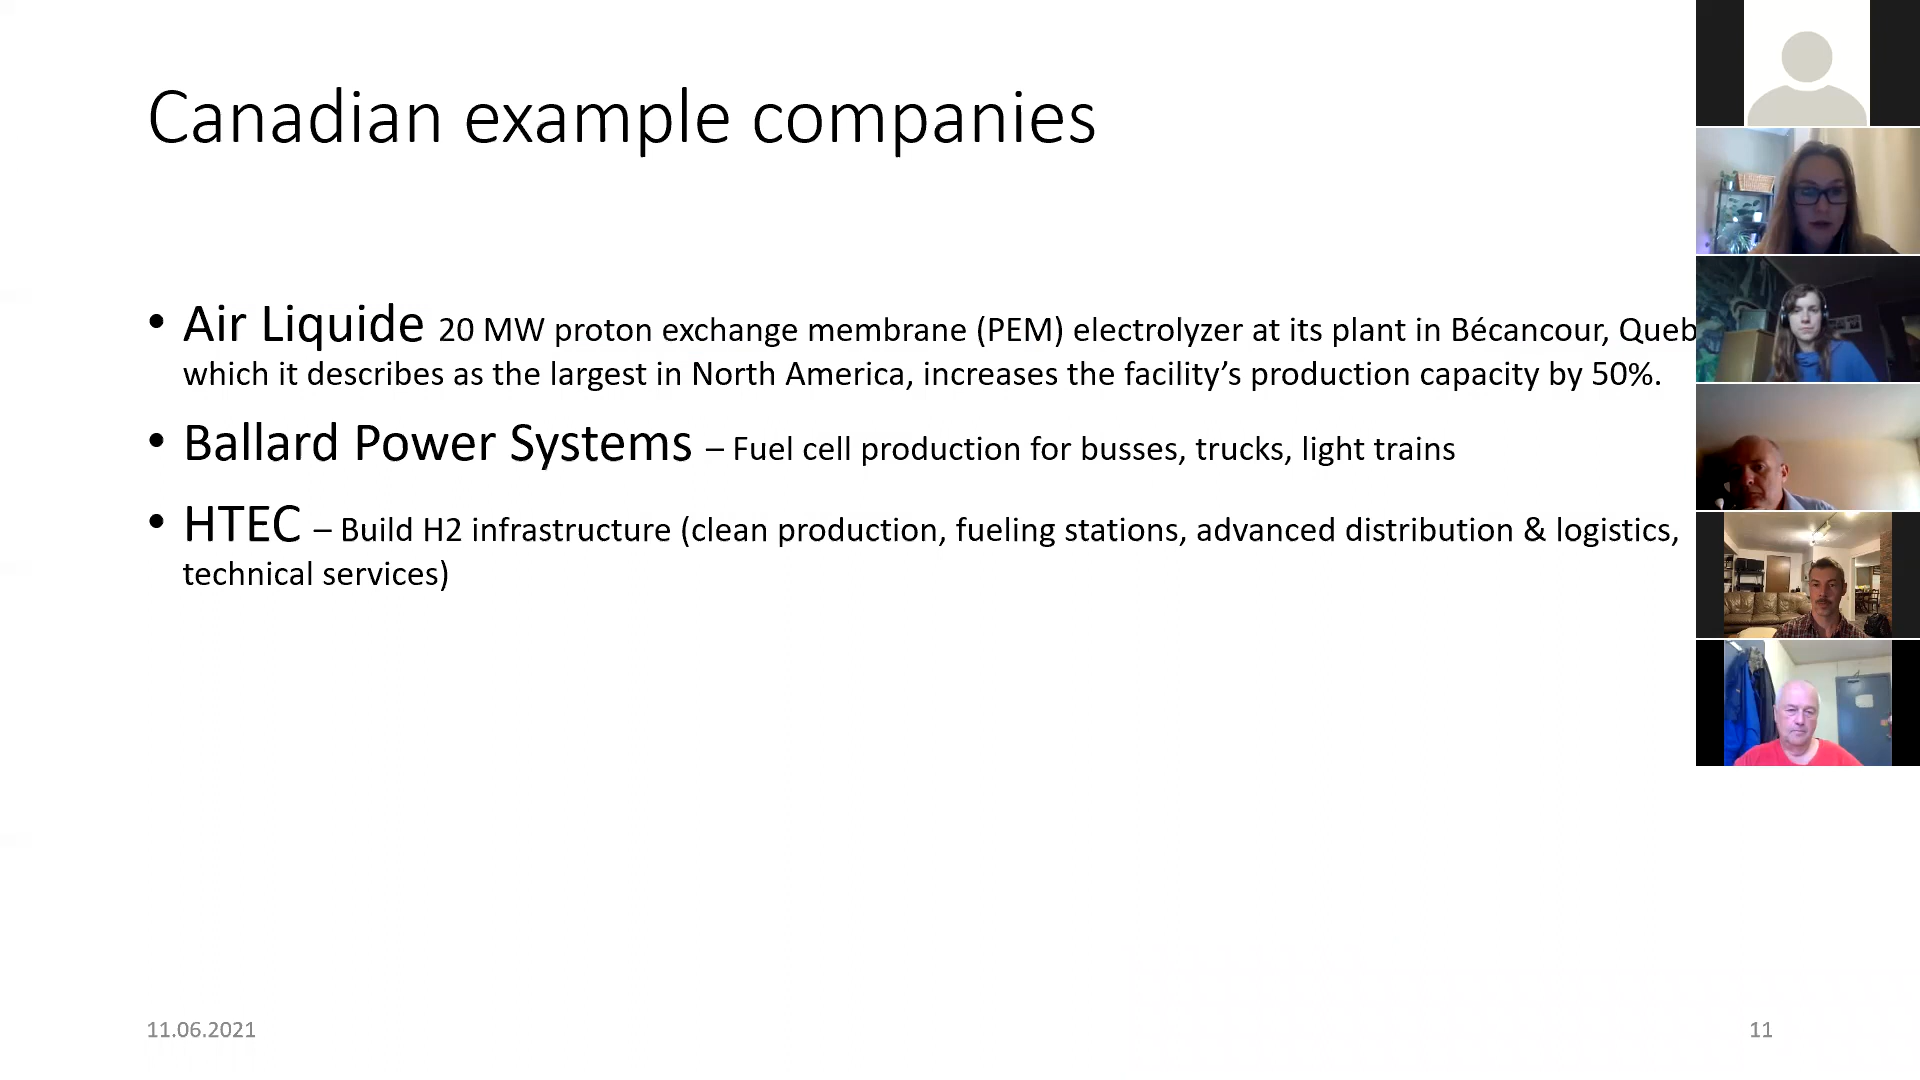 Canadian example companies
• Air Liquide 20 MW proton exchange membrane (PEM) electrolyzer at its plant in Bécancour, Queb
which it describes as the largest in North America, increases the facility’s production capacity by 50%.
• Ballard Power Systems – Fuel cell production for busses, trucks, light trains
• HTEC – Build H2 infrastructure (clean production, fueling stations, advanced distribution & logistics,
technical services)
11.06.2021
11